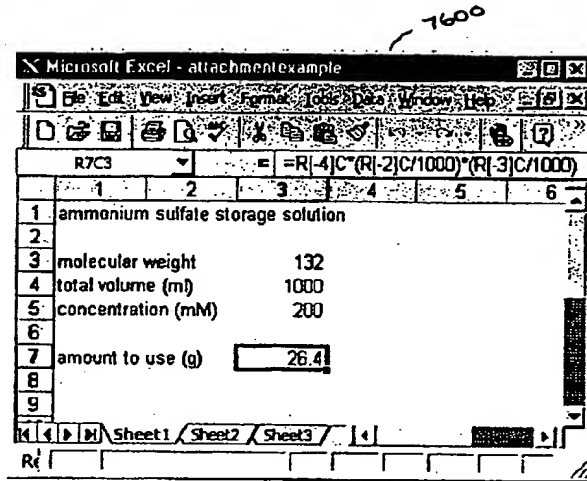 7600
X Microsoft Excel - attachmentexample
File Edit View Insert Format Tools Data Window Help
R7C3 = =R[-4]C*(R[-2]C/1000)*(R[-3]C/1000)
1 2 3 4 5 6
1 ammonium sulfate storage solution
2
3 molecular weight 132
4 total volume (ml) 1000
5 concentration (mM) 200
6
7 amount to use (g) 26.4
8
9
Sheet1 Sheet2 Sheet3